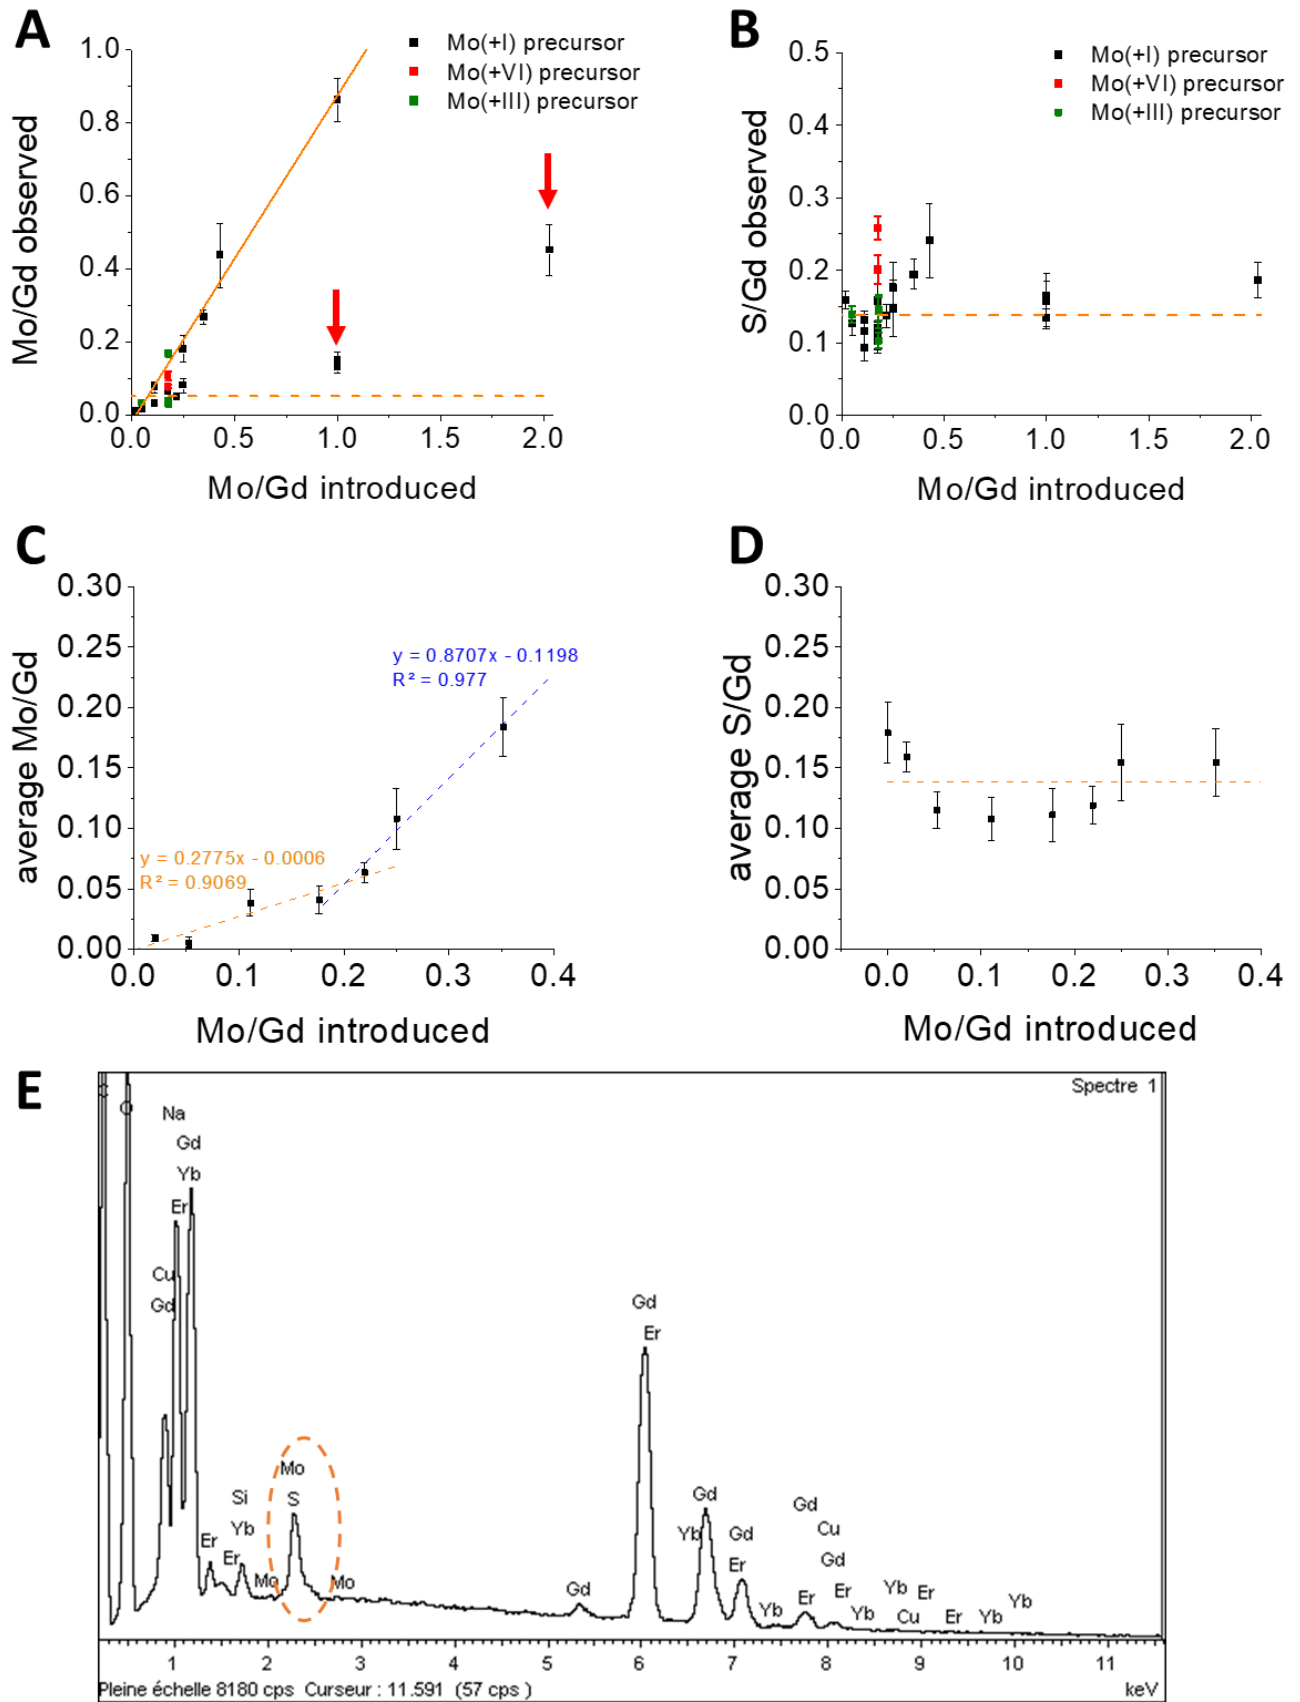 A
Mo/Gd observed
1.0
0.8
0.6
0.4
0.2
0.0
0.0
0.5
1.0
1.5
2.0
Mo/Gd introduced
Mo(+I) precursor
Mo(+VI) precursor
Mo(+III) precursor
B
S/Gd observed
0.5
0.4
0.3
0.2
0.1
0.0
0.0
0.5
1.0
1.5
2.0
Mo/Gd introduced
Mo(+I) precursor
Mo(+VI) precursor
Mo(+III) precursor
C
average Mo/Gd
0.30
0.25
0.20
0.15
0.10
0.05
0.00
0.0
0.1
0.2
0.3
0.4
Mo/Gd introduced
y = 0.8707x - 0.1198
R² = 0.977
y = 0.2775x - 0.0006
R² = 0.9069
D
average S/Gd
0.30
0.25
0.20
0.15
0.10
0.05
0.00
0.0
0.1
0.2
0.3
0.4
Mo/Gd introduced
E
Spectre 1
O
Na
Gd
Yb
Er
Cu
Gd
Er
Si
Yb
Er
Mo
Mo
S
Mo
Gd
Gd
Er
Gd
Yb
Gd
Er
Yb
Gd
Cu
Gd
Er
Er
Yb
Yb
Er
Cu
Er
Yb
Yb
1 2 3 4 5 6 7 8 9 10 11
Pleine échelle 8180 cps Curseur : 11.591 (57 cps )
keV